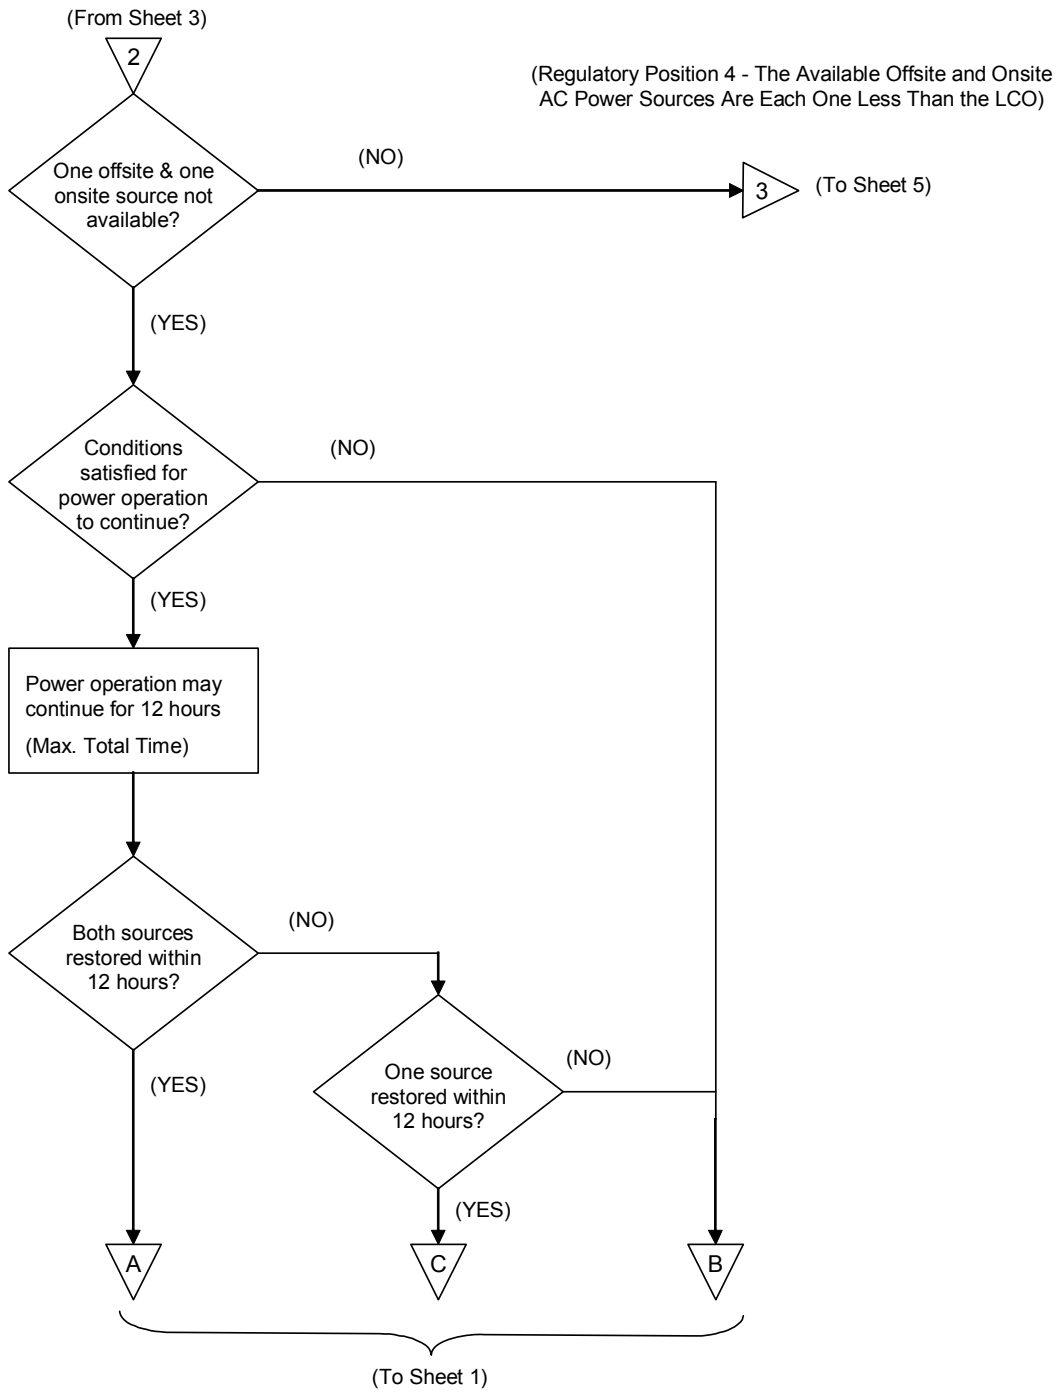 (From Sheet 3)
2
(Regulatory Position 4 - The Available Offsite and Onsite
AC Power Sources Are Each One Less Than the LCO)
One offsite & one
onsite source not
available?
(NO)
3
(To Sheet 5)
(YES)
Conditions
satisfied for
power operation
to continue?
(NO)
(YES)
Power operation may
continue for 12 hours
(Max. Total Time)
Both sources
restored within
12 hours?
(NO)
(YES)
One source
restored within
12 hours?
(NO)
(YES)
A
C
B
(To Sheet 1)